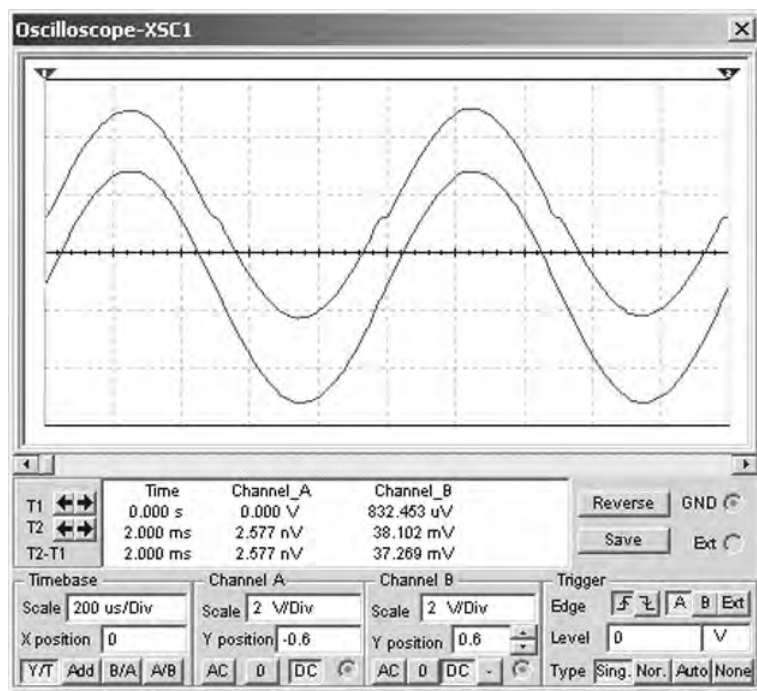 Oscilloscope-XSC1
1 2
Time Channel_A Channel_B
T1 0.000 s 0.000 V 832.453 uV
T2 2.000 ms 2.577 nV 38.102 mV
T2-T1 2.000 ms 2.577 nV 37.269 mV
Reverse GND
Save Ext
Timebase Channel A Channel B Trigger
Scale 200 us/Div Scale 2 V/Div Scale 2 V/Div Edge A B Ext
X position 0 Y position -0.6 Y position 0.6 Level 0 V
Y/T Add B/A A/B AC 0 DC AC 0 DC - Type Sing. Nor. Auto None